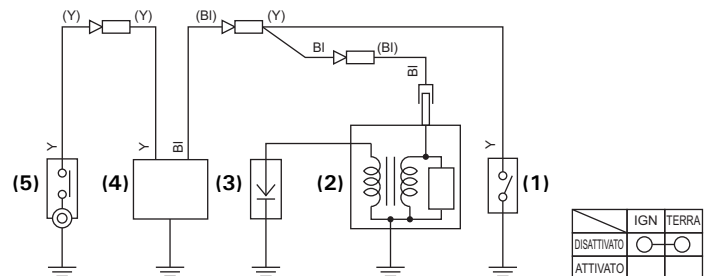 (Y) (Y) (Bl) (Y)
Bl (Bl)
Bl
Y Y Bl Y
(5) (4) (3) (2) (1)
IGN TERRA
DISATTIVATO
ATTIVATO